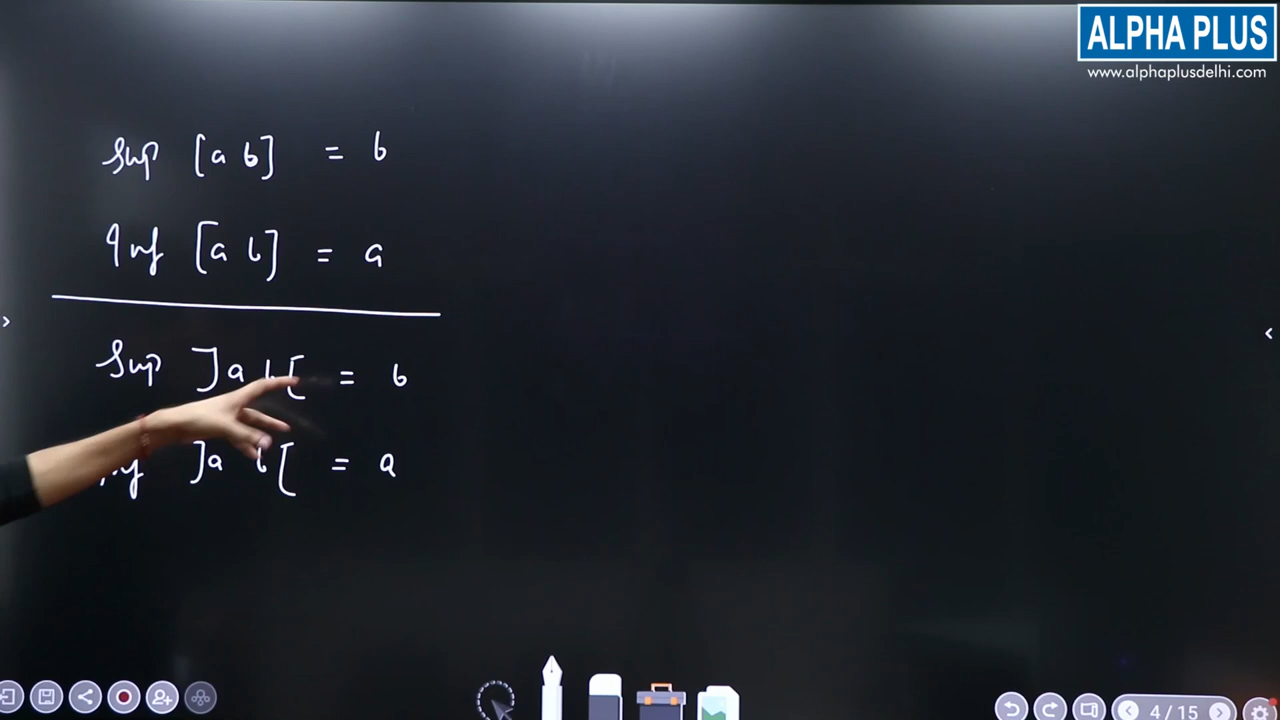 ALPHA PLUS
www.alphaplusdelhi.com
Sup [a b] = b
Inf [a b] = a
Sup ]a b[ = b
]a b[ = a
4/15